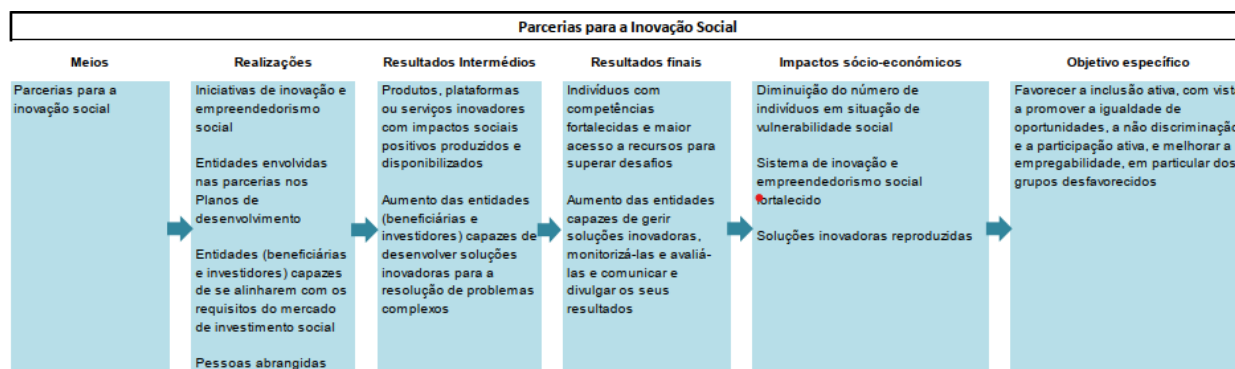 Parcerias para a Inovação Social
Meios
Parcerias para a
inovação social
Realizações
Iniciativas de inovação e
empreendedorismo
social
Entidades envolvidas
nas parcerias nos
Planos de
desenvolvimento
Entidades (beneficiárias
e investidores) capazes
de se alinharem com os
requisitos do mercado
de investimento social
Pessoas abrangidas
Resultados Intermédios
Produtos, plataformas
ou serviços inovadores
com impactos sociais
positivos produzidos e
disponibilizados
Aumento das entidades
(beneficiárias e
investidores) capazes de
desenvolver soluções
inovadoras para a
resolução de problemas
complexos
Resultados finais
Indivíduos com
competências
fortalecidas e maior
acesso a recursos para
superar desafios
Aumento das entidades
capazes de gerir
soluções inovadoras,
monitorizá-las e avaliá-
las e comunicar e
divulgar os seus
resultados
Impactos sócio-económicos
Diminuição do número de
indivíduos em situação de
vulnerabilidade social
Sistema de inovação e
empreendedorismo social
fortalecido
Soluções inovadoras reproduzidas
Objetivo específico
Favorecer a inclusão ativa, com vista
a promover a igualdade de
oportunidades, a não discriminação
e a participação ativa, e melhorar a
empregabilidade, em particular dos
grupos desfavorecidos